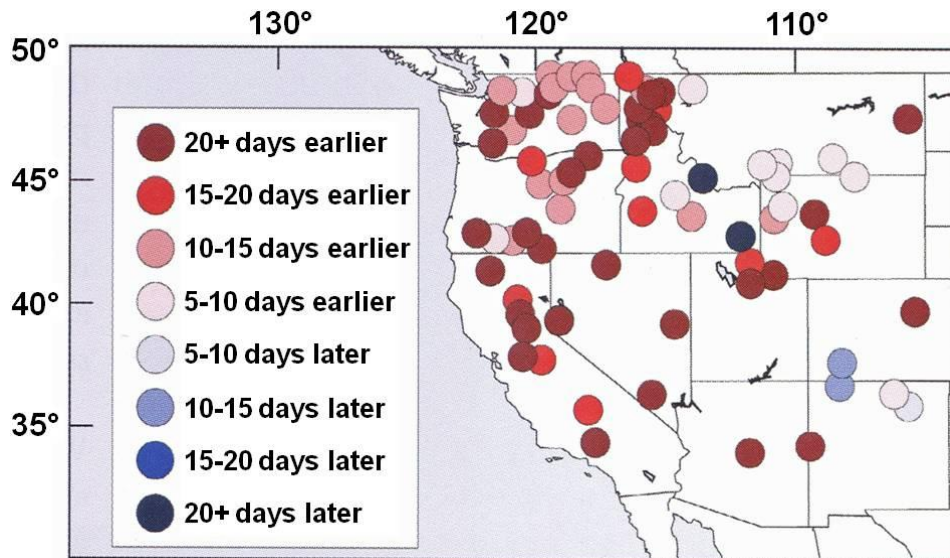 130° 120° 110°
50°
45°
40°
35°
20+ days earlier
15-20 days earlier
10-15 days earlier
5-10 days earlier
5-10 days later
10-15 days later
15-20 days later
20+ days later